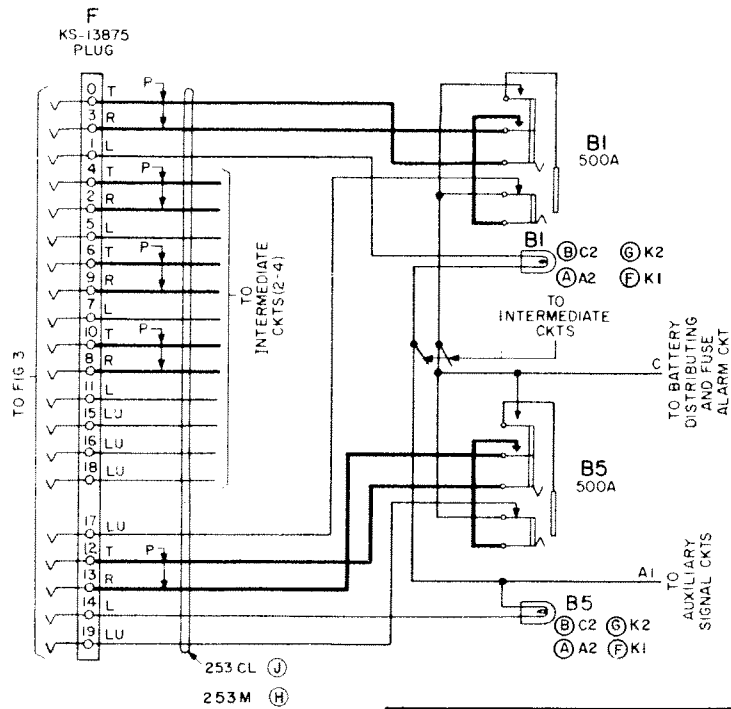 F
KS-13875
PLUG
0 T P
3 R
1 L
4 T P
2 R
5 L
6 T P
9 R
7 L
10 T P
8 R
11 L
15 LU
16 LU
18 LU
17 LU
12 T P
13 R
14 L
19 LU
TO FIG 3
TO
INTERMEDIATE
CKTS (2-4)
253 CL J
253 M H
B1
500A
B1
B C2 G K2
A A2 F K1
TO
INTERMEDIATE
CKTS
C
TO BATTERY
DISTRIBUTING
AND FUSE
ALARM CKT
B5
500A
A1
TO
AUXILIARY
SIGNAL CKTS
B5
B C2 G K2
A A2 F K1